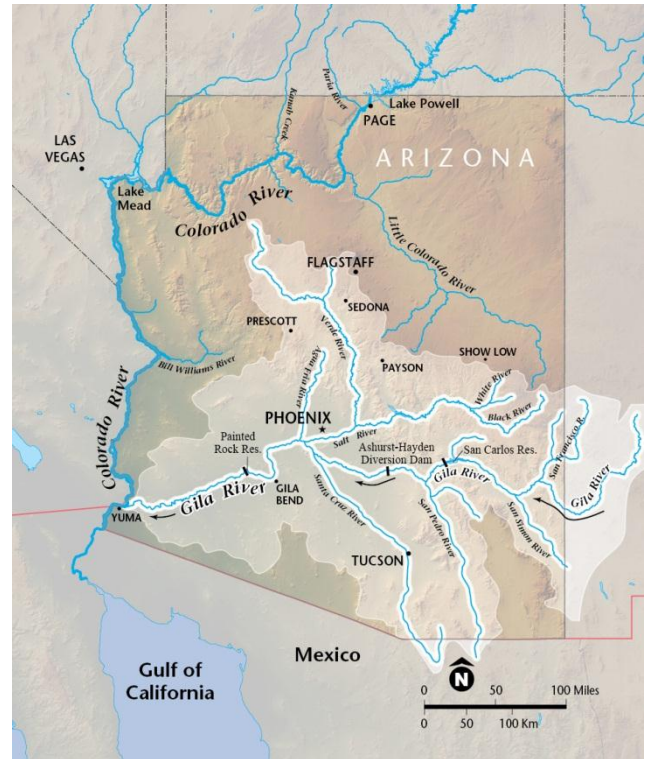 Kanab Creek
Paria River
Lake Powell
PAGE
LAS
VEGAS
ARIZONA
Lake
Mead
Colorado River
Little Colorado River
FLAGSTAFF
SEDONA
PRESCOTT
Verde River
Bill Williams River
Agua Fria River
PAYSON
SHOW LOW
White River
Black River
Colorado River
PHOENIX
Salt River
Painted
Rock Res.
Ashurst-Hayden
Diversion Dam
San Carlos Res.
San Francisco R.
Gila River
Gila River
Gila River
GILA
BEND
YUMA
Santa Cruz River
San Pedro River
San Simon River
TUCSON
Mexico
Gulf of
California
N
0 50 100 Miles
0 50 100 Km